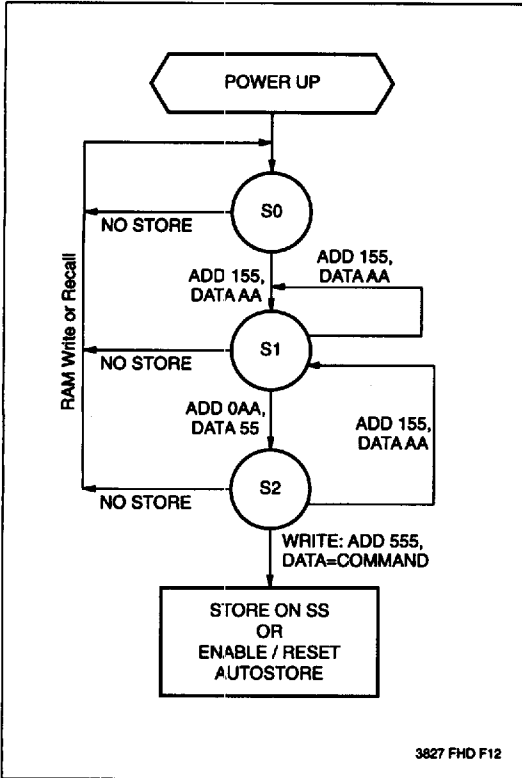 POWER UP
S0
NO STORE
ADD 155,
DATA AA
ADD 155,
DATA AA
RAM Write or Recall
S1
NO STORE
ADD 0AA,
DATA 55
ADD 155,
DATA AA
S2
NO STORE
WRITE: ADD 555,
DATA=COMMAND
STORE ON SS
OR
ENABLE / RESET
AUTOSTORE
3827 FHD F12